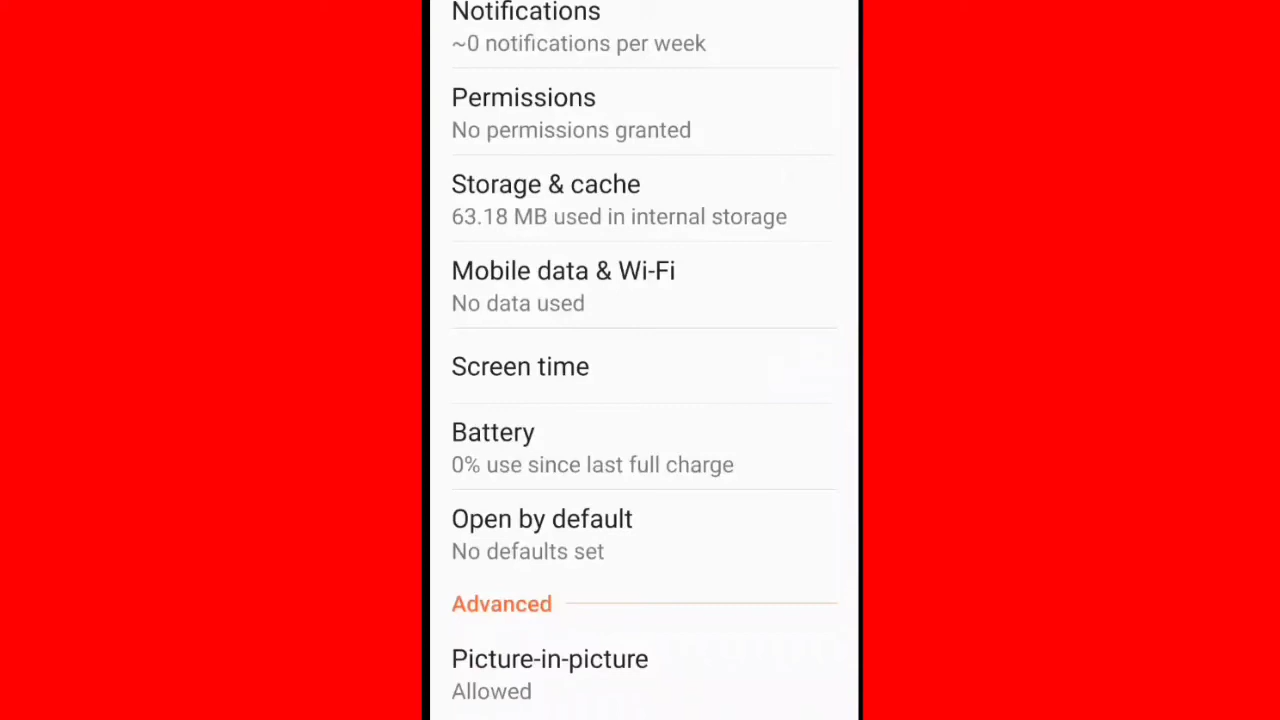 Notifications
~0 notifications per week
Permissions
No permissions granted
Storage & cache
63.18 MB used in internal storage
Mobile data & Wi-Fi
No data used
Screen time
Battery
0% use since last full charge
Open by default
No defaults set
Advanced
Picture-in-picture
Allowed